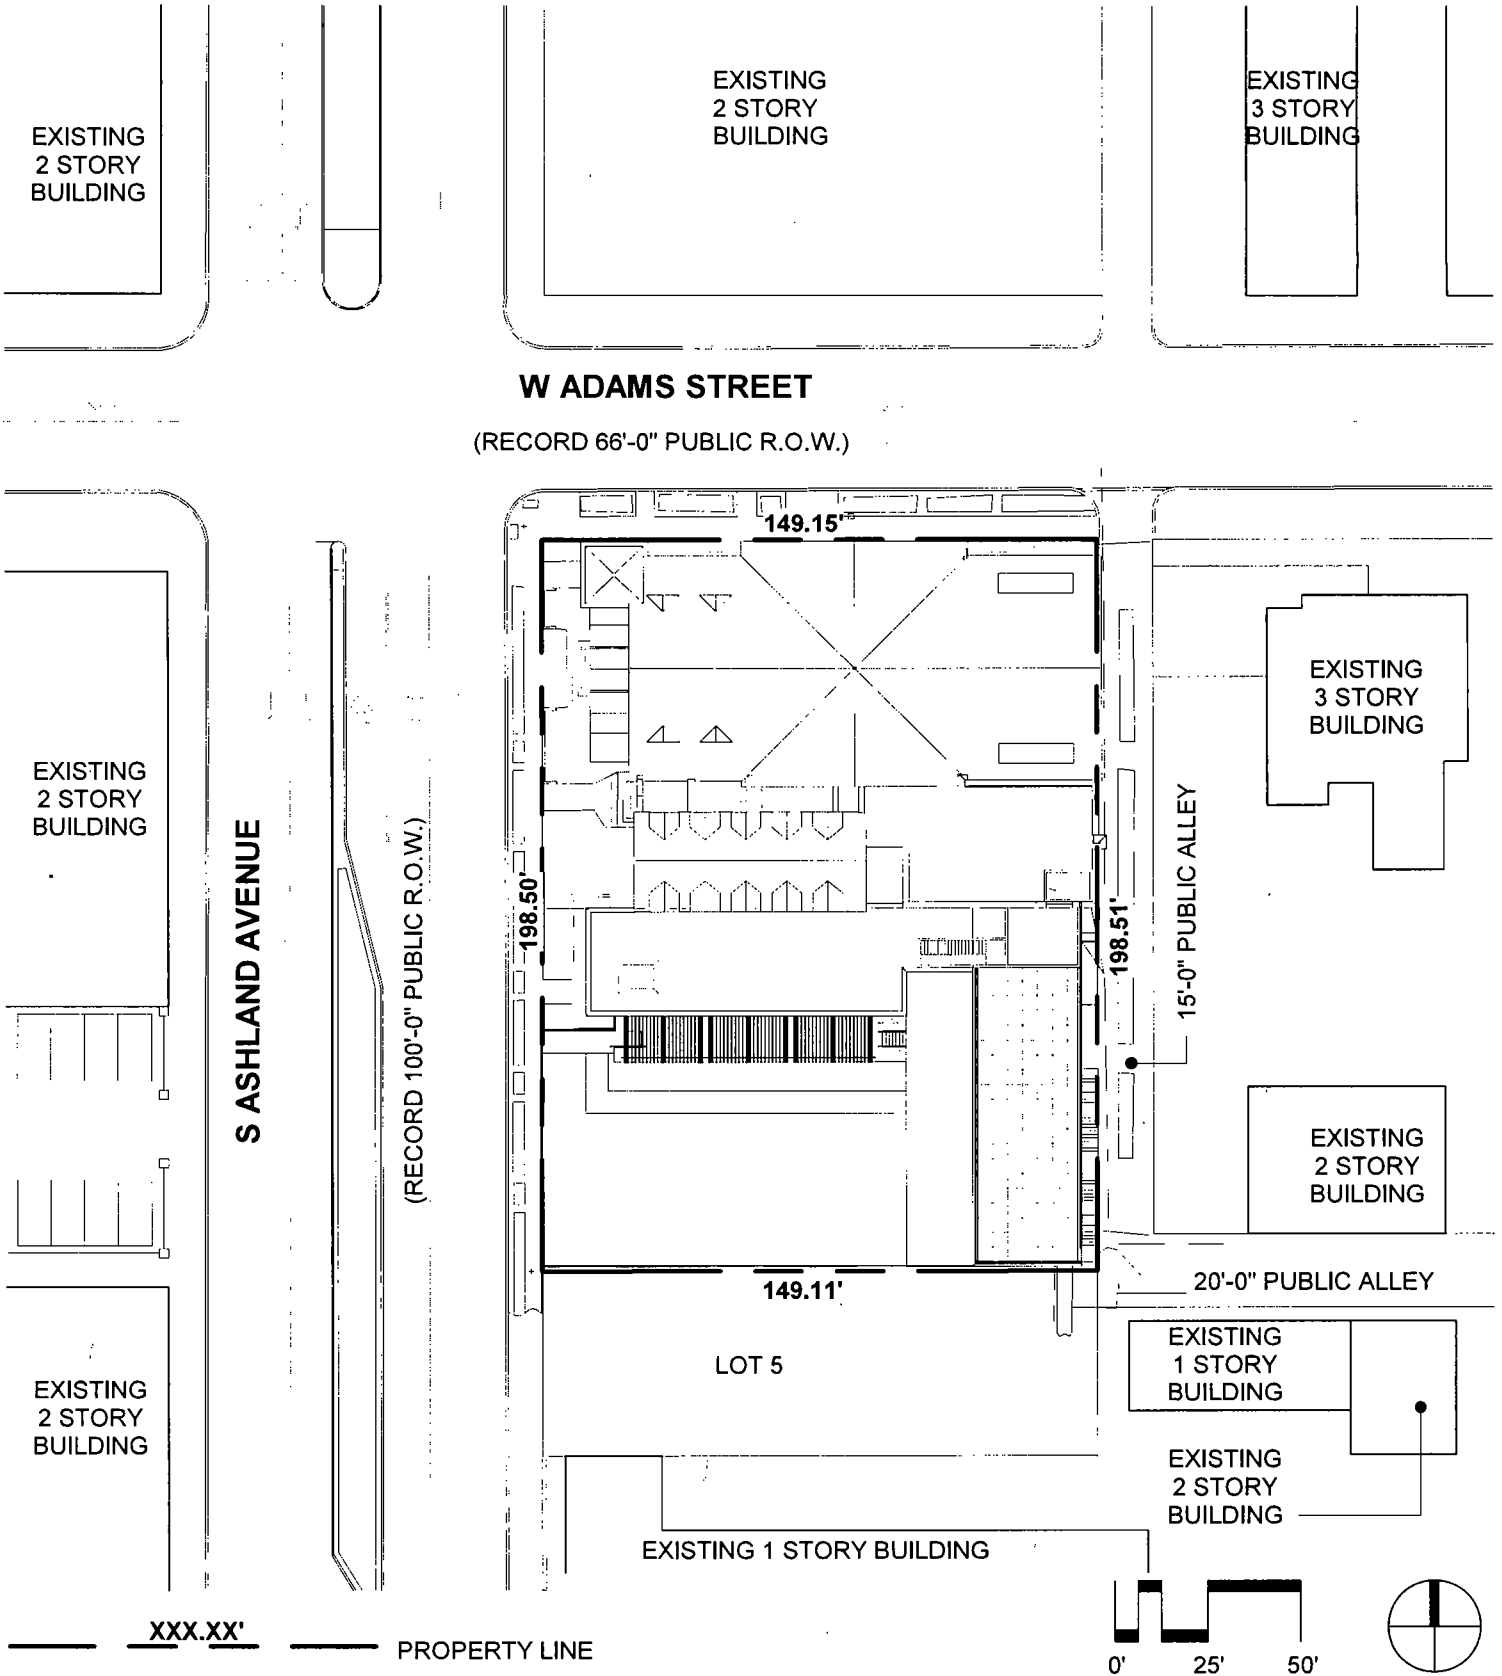 EXISTING
2 STORY
BUILDING
EXISTING
2 STORY
BUILDING
EXISTING
3 STORY
BUILDING
W ADAMS STREET
(RECORD 66'-0" PUBLIC R.O.W.)
149.15'
EXISTING
3 STORY
BUILDING
EXISTING
2 STORY
BUILDING
S ASHLAND AVENUE
(RECORD 100'-0" PUBLIC R.O.W.)
198.50'
198.51'
15'-0" PUBLIC ALLEY
EXISTING
2 STORY
BUILDING
149.11'
20'-0" PUBLIC ALLEY
LOT 5
EXISTING
1 STORY
BUILDING
EXISTING
2 STORY
BUILDING
EXISTING
2 STORY
BUILDING
EXISTING 1 STORY BUILDING
XXX.XX'
PROPERTY LINE
0' 25' 50'